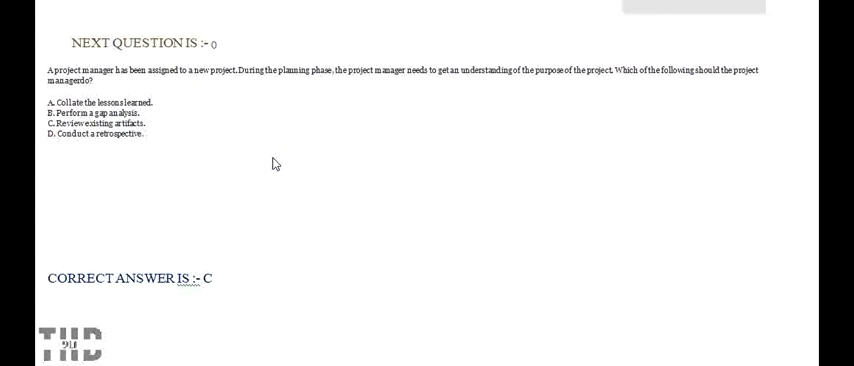 NEXT QUESTION IS :- 0
A project manager has been assigned to a new project. During the planning phase, the project manager needs to get an understanding of the purpose of the project. Which of the following should the project
manager do?
A. Collate the lessons learned.
B. Perform a gap analysis.
C. Review existing artifacts.
D. Conduct a retrospective.
CORRECT ANSWER IS :- C